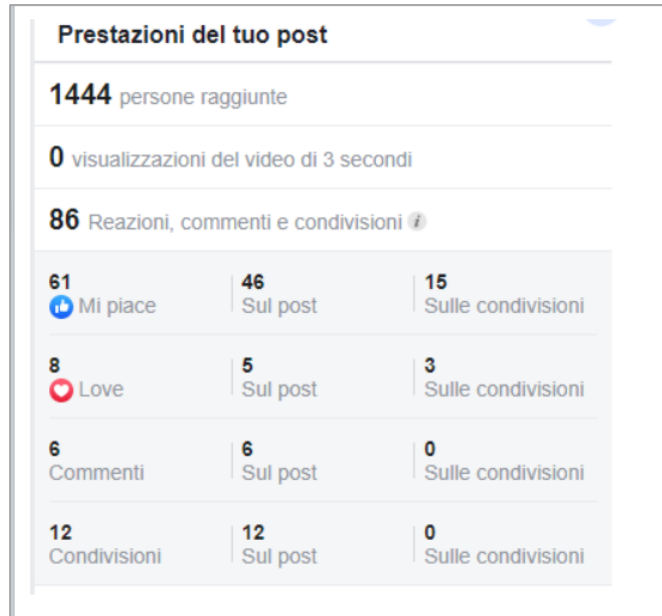 Prestazioni del tuo post
1444 persone raggiunte
0 visualizzazioni del video di 3 secondi
86 Reazioni, commenti e condivisioni i
61 46 15
Mi piace Sul post Sulle condivisioni
8 5 3
Love Sul post Sulle condivisioni
6 6 0
Commenti Sul post Sulle condivisioni
12 12 0
Condivisioni Sul post Sulle condivisioni